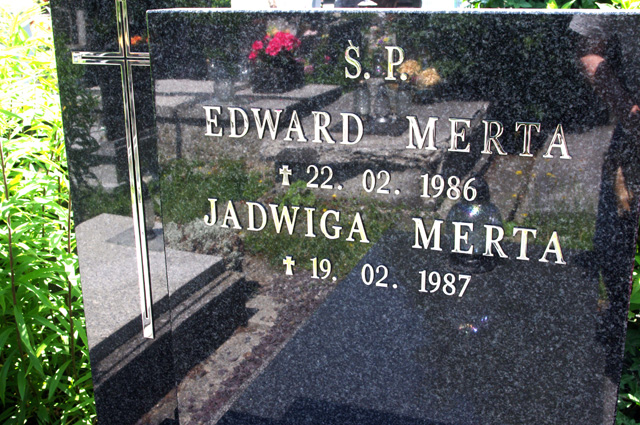 Ś. P.
EDWARD MERTA
✝ 22. 02. 1986
JADWIGA MERTA
✝ 19. 02. 1987